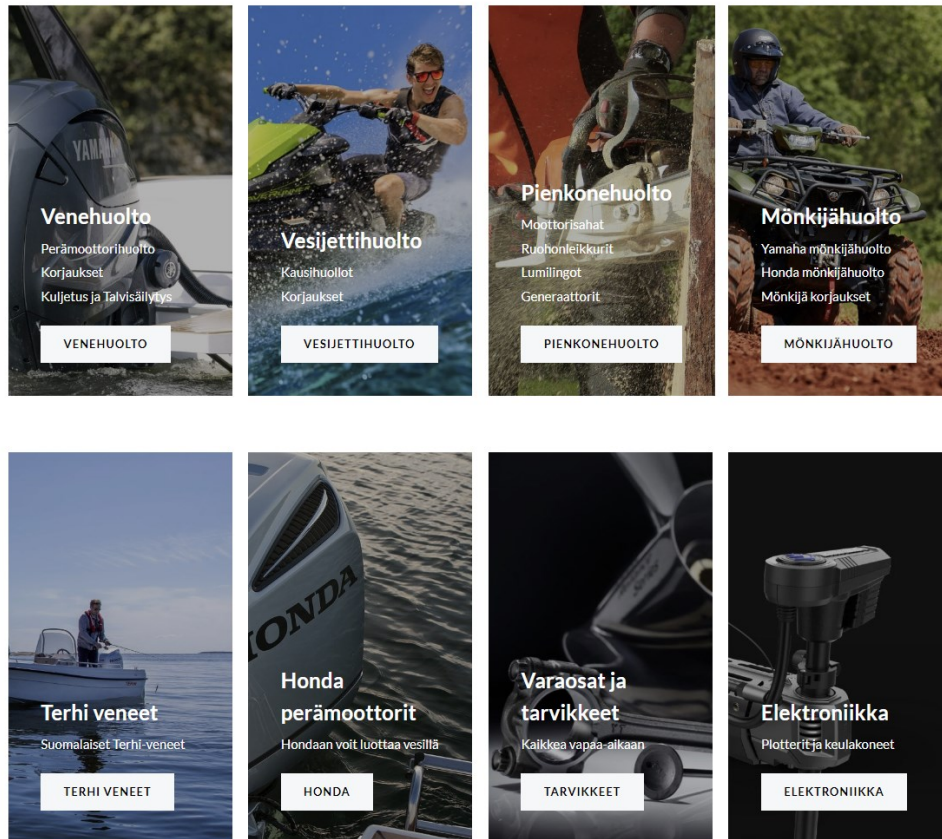 YAMA
Venehuolto
Perämoottorihuolto
Korjaukset
Kuljetus ja Talvisäilytys
VENEHUOLTO
Vesijettihuolto
Kausihuollot
Korjaukset
VESIJETTIHUOLTO
Pienkonehuolto
Moottorisahat
Ruohonleikkurit
Lumilingot
Generaattorit
PIENKONEHUOLTO
Mönkijähuolto
Yamaha mönkijähuolto
Honda mönkijähuolto
Mönkijä korjaukset
MÖNKIJÄHUOLTO
Terhi veneet
Suomalaiset Terhi-veneet
TERHI VENEET
HONDA
Honda
perämoottorit
Hondaan voit luottaa vesillä
HONDA
Varaosat ja
tarvikkeet
Kaikkea vapaa-aikaan
TARVIKKEET
Elektroniikka
Plotterit ja keulakoneet
ELEKTRONIIKKA